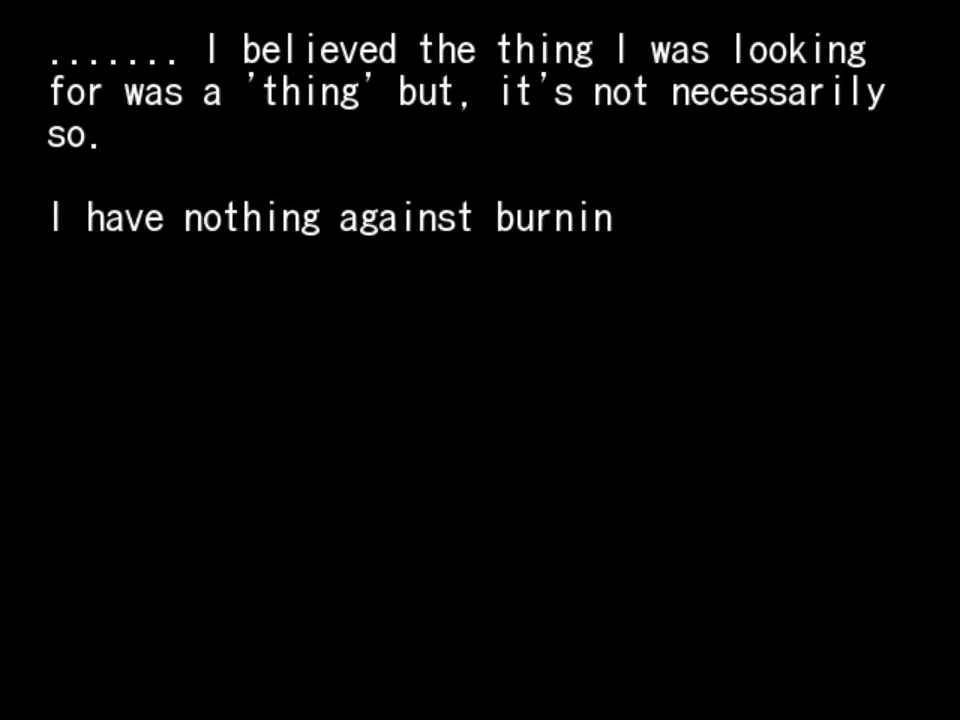 ....... I believed the thing I was looking
for was a 'thing' but, it's not necessarily
so.
I have nothing against burnin